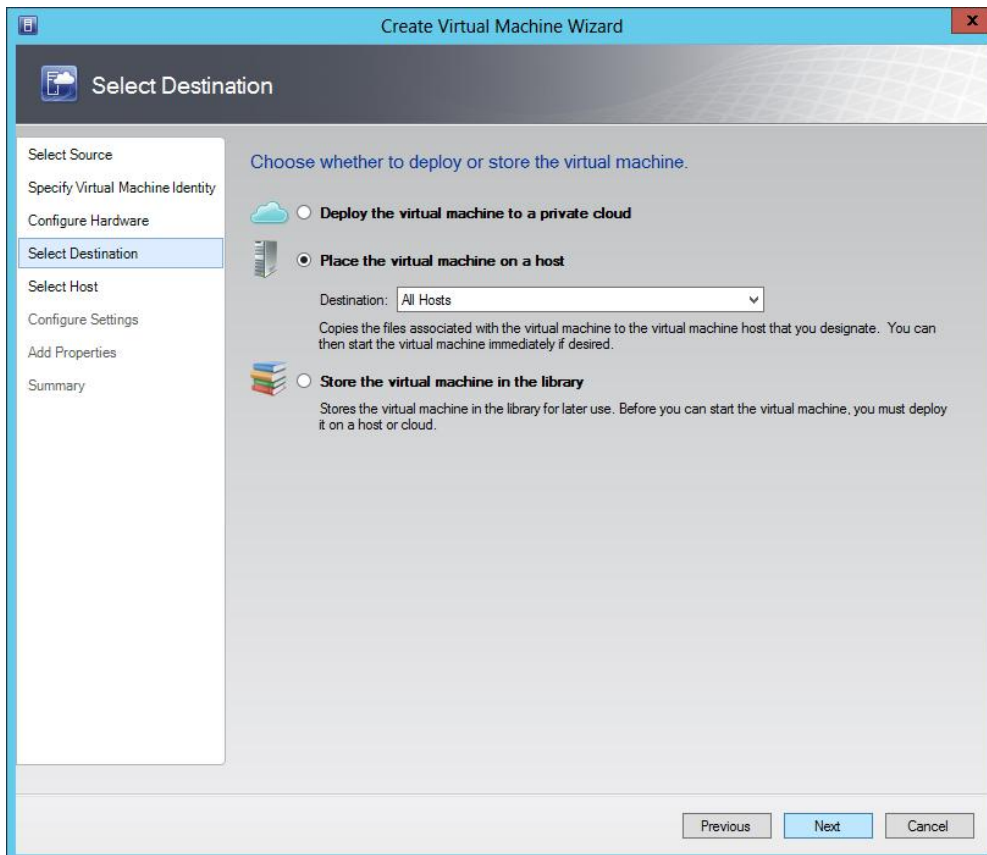 Create Virtual Machine Wizard
x
Select Destination
Select Source
Specify Virtual Machine Identity
Configure Hardware
Select Destination
Select Host
Configure Settings
Add Properties
Summary
Choose whether to deploy or store the virtual machine.
Deploy the virtual machine to a private cloud
Place the virtual machine on a host
Destination: All Hosts
Copies the files associated with the virtual machine to the virtual machine host that you designate. You can
then start the virtual machine immediately if desired.
Store the virtual machine in the library
Stores the virtual machine in the library for later use. Before you can start the virtual machine, you must deploy
it on a host or cloud.
Previous Next Cancel